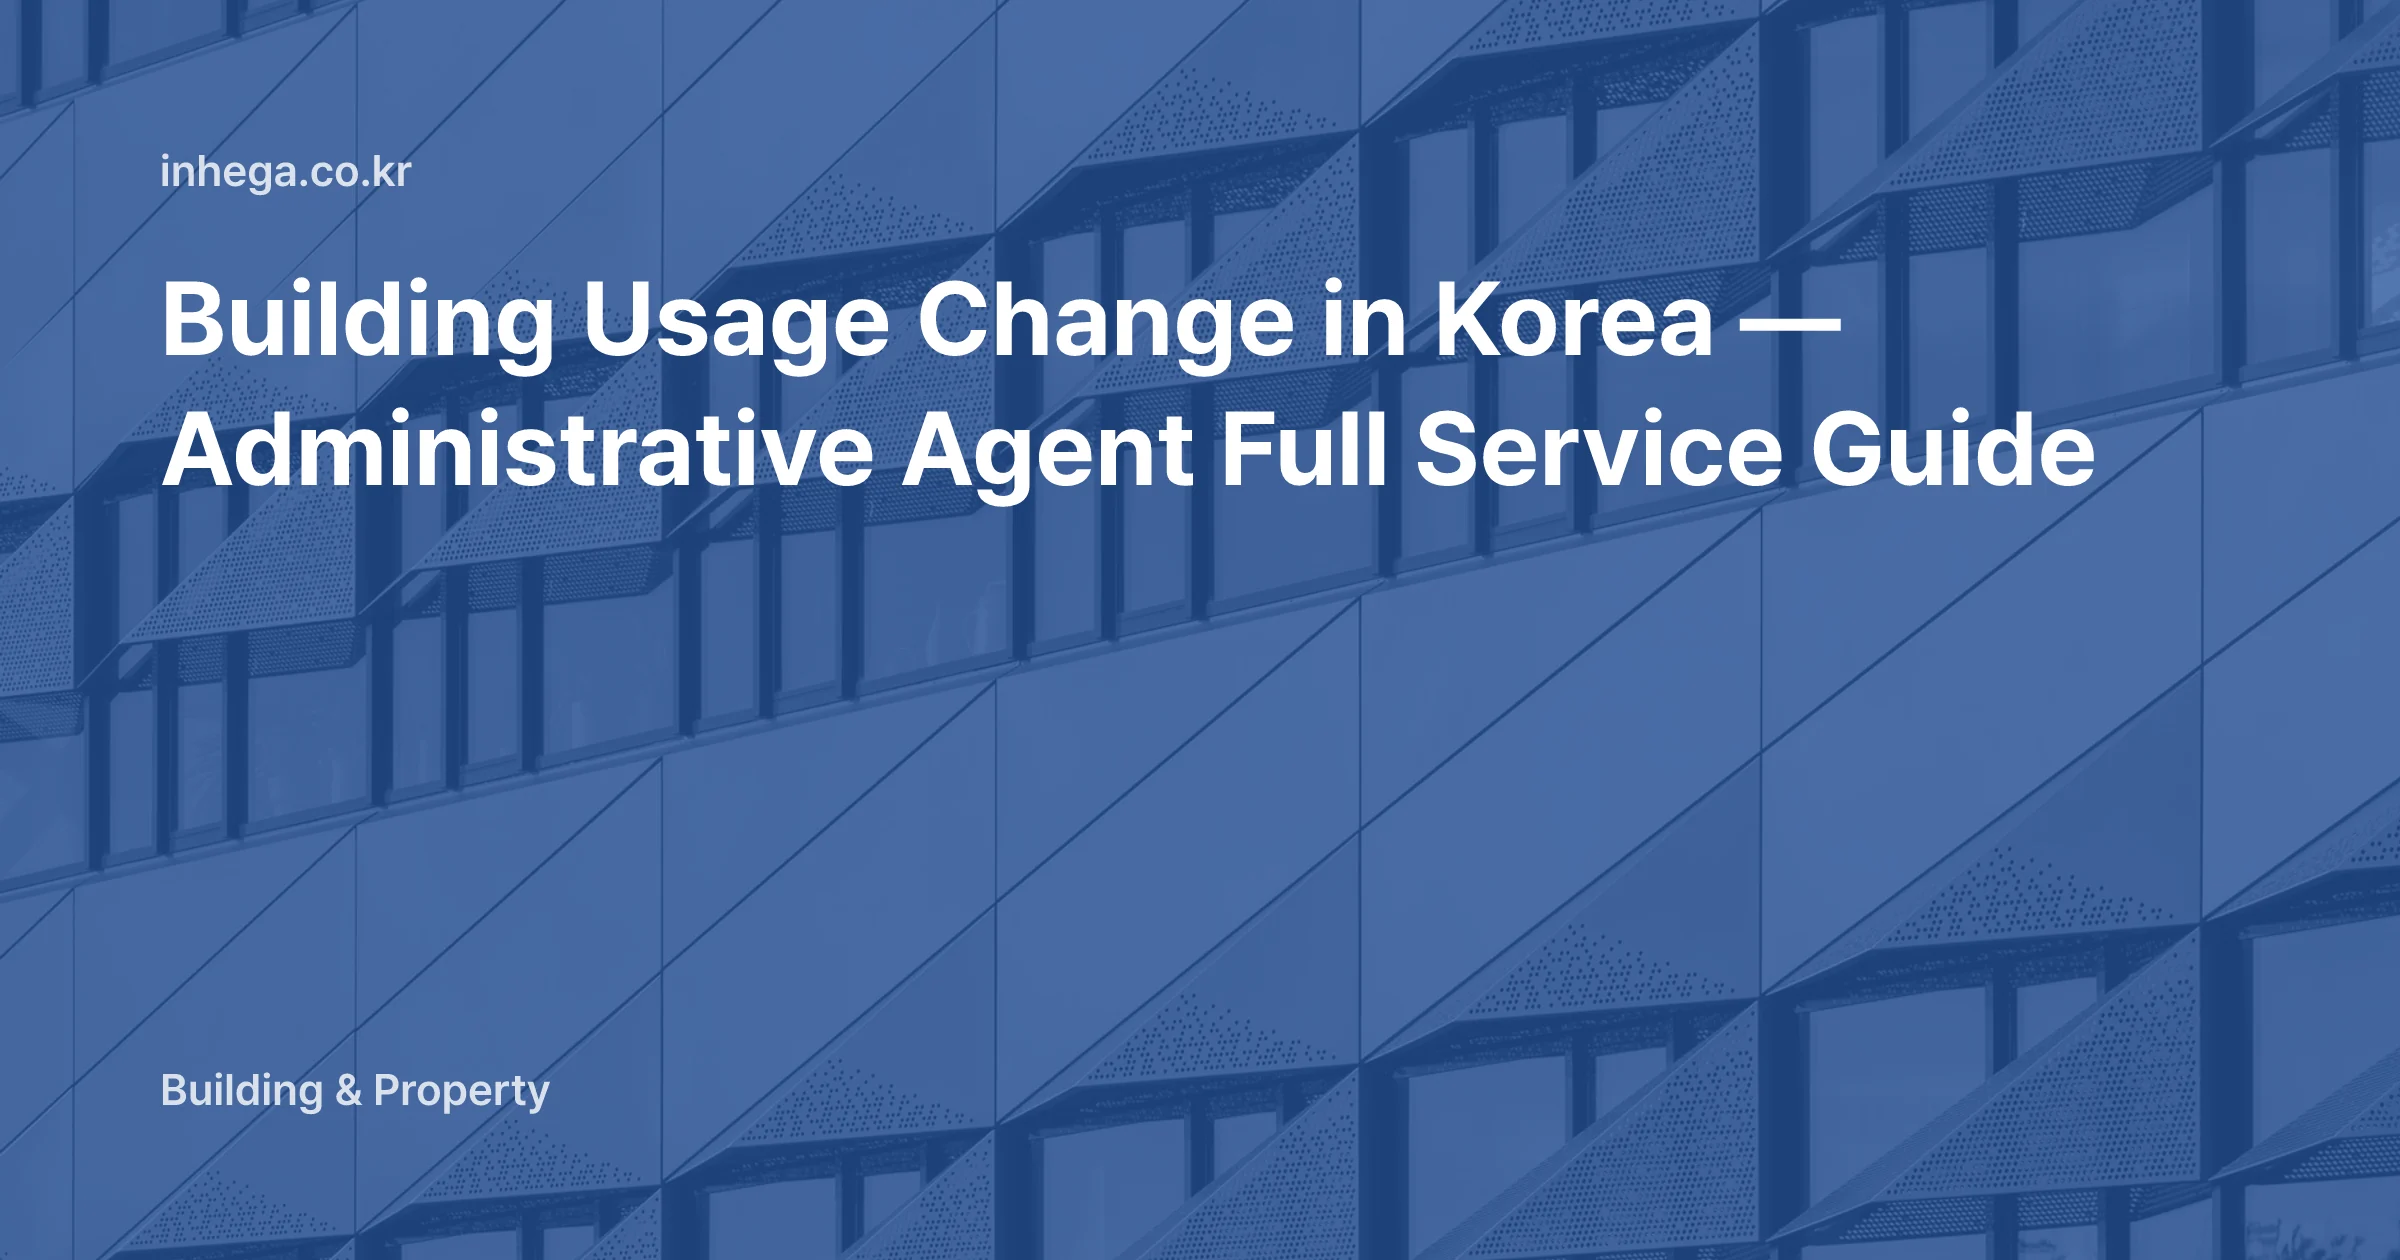 inhega.co.kr
Building Usage Change in Korea —
Administrative Agent Full Service Guide
Building & Property